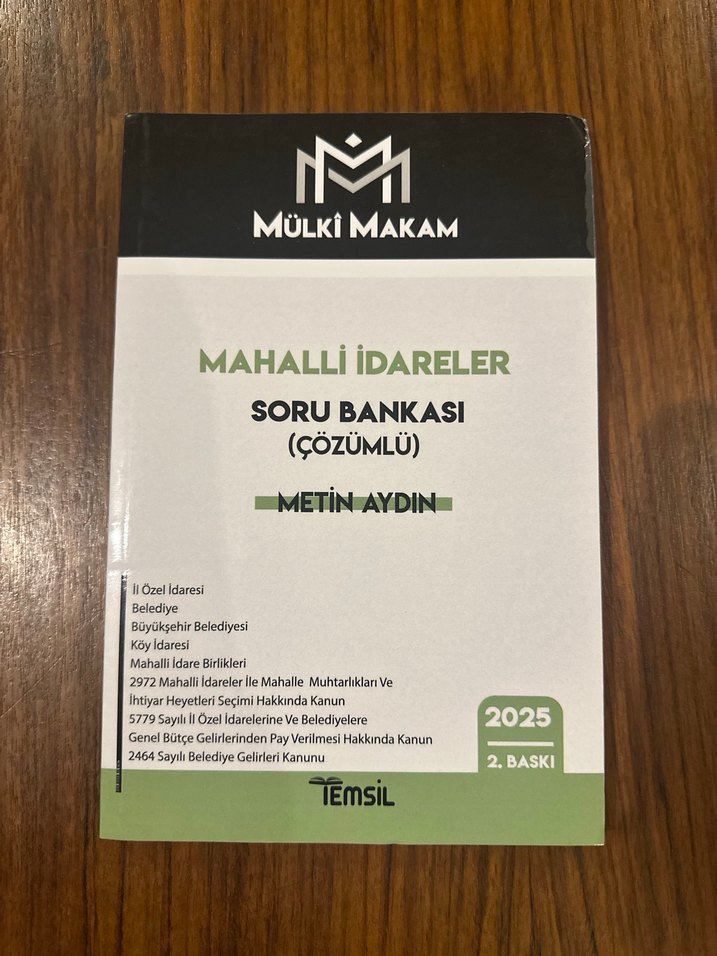 MÜLKÎ MAKAM
MAHALLİ İDARELER
SORU BANKASI
(ÇÖZÜMLÜ)
METİN AYDIN
İl Özel İdaresi
Belediye
Büyükşehir Belediyesi
Köy İdaresi
Mahalli İdare Birlikleri
2972 Mahalli İdareler İle Mahalle Muhtarlıkları Ve
İhtiyar Heyetleri Seçimi Hakkında Kanun
5779 Sayılı İl Özel İdarelerine Ve Belediyelere
Genel Bütçe Gelirlerinden Pay Verilmesi Hakkında Kanun
2464 Sayılı Belediye Gelirleri Kanunu
2025
2. BASKI
TEMSİL